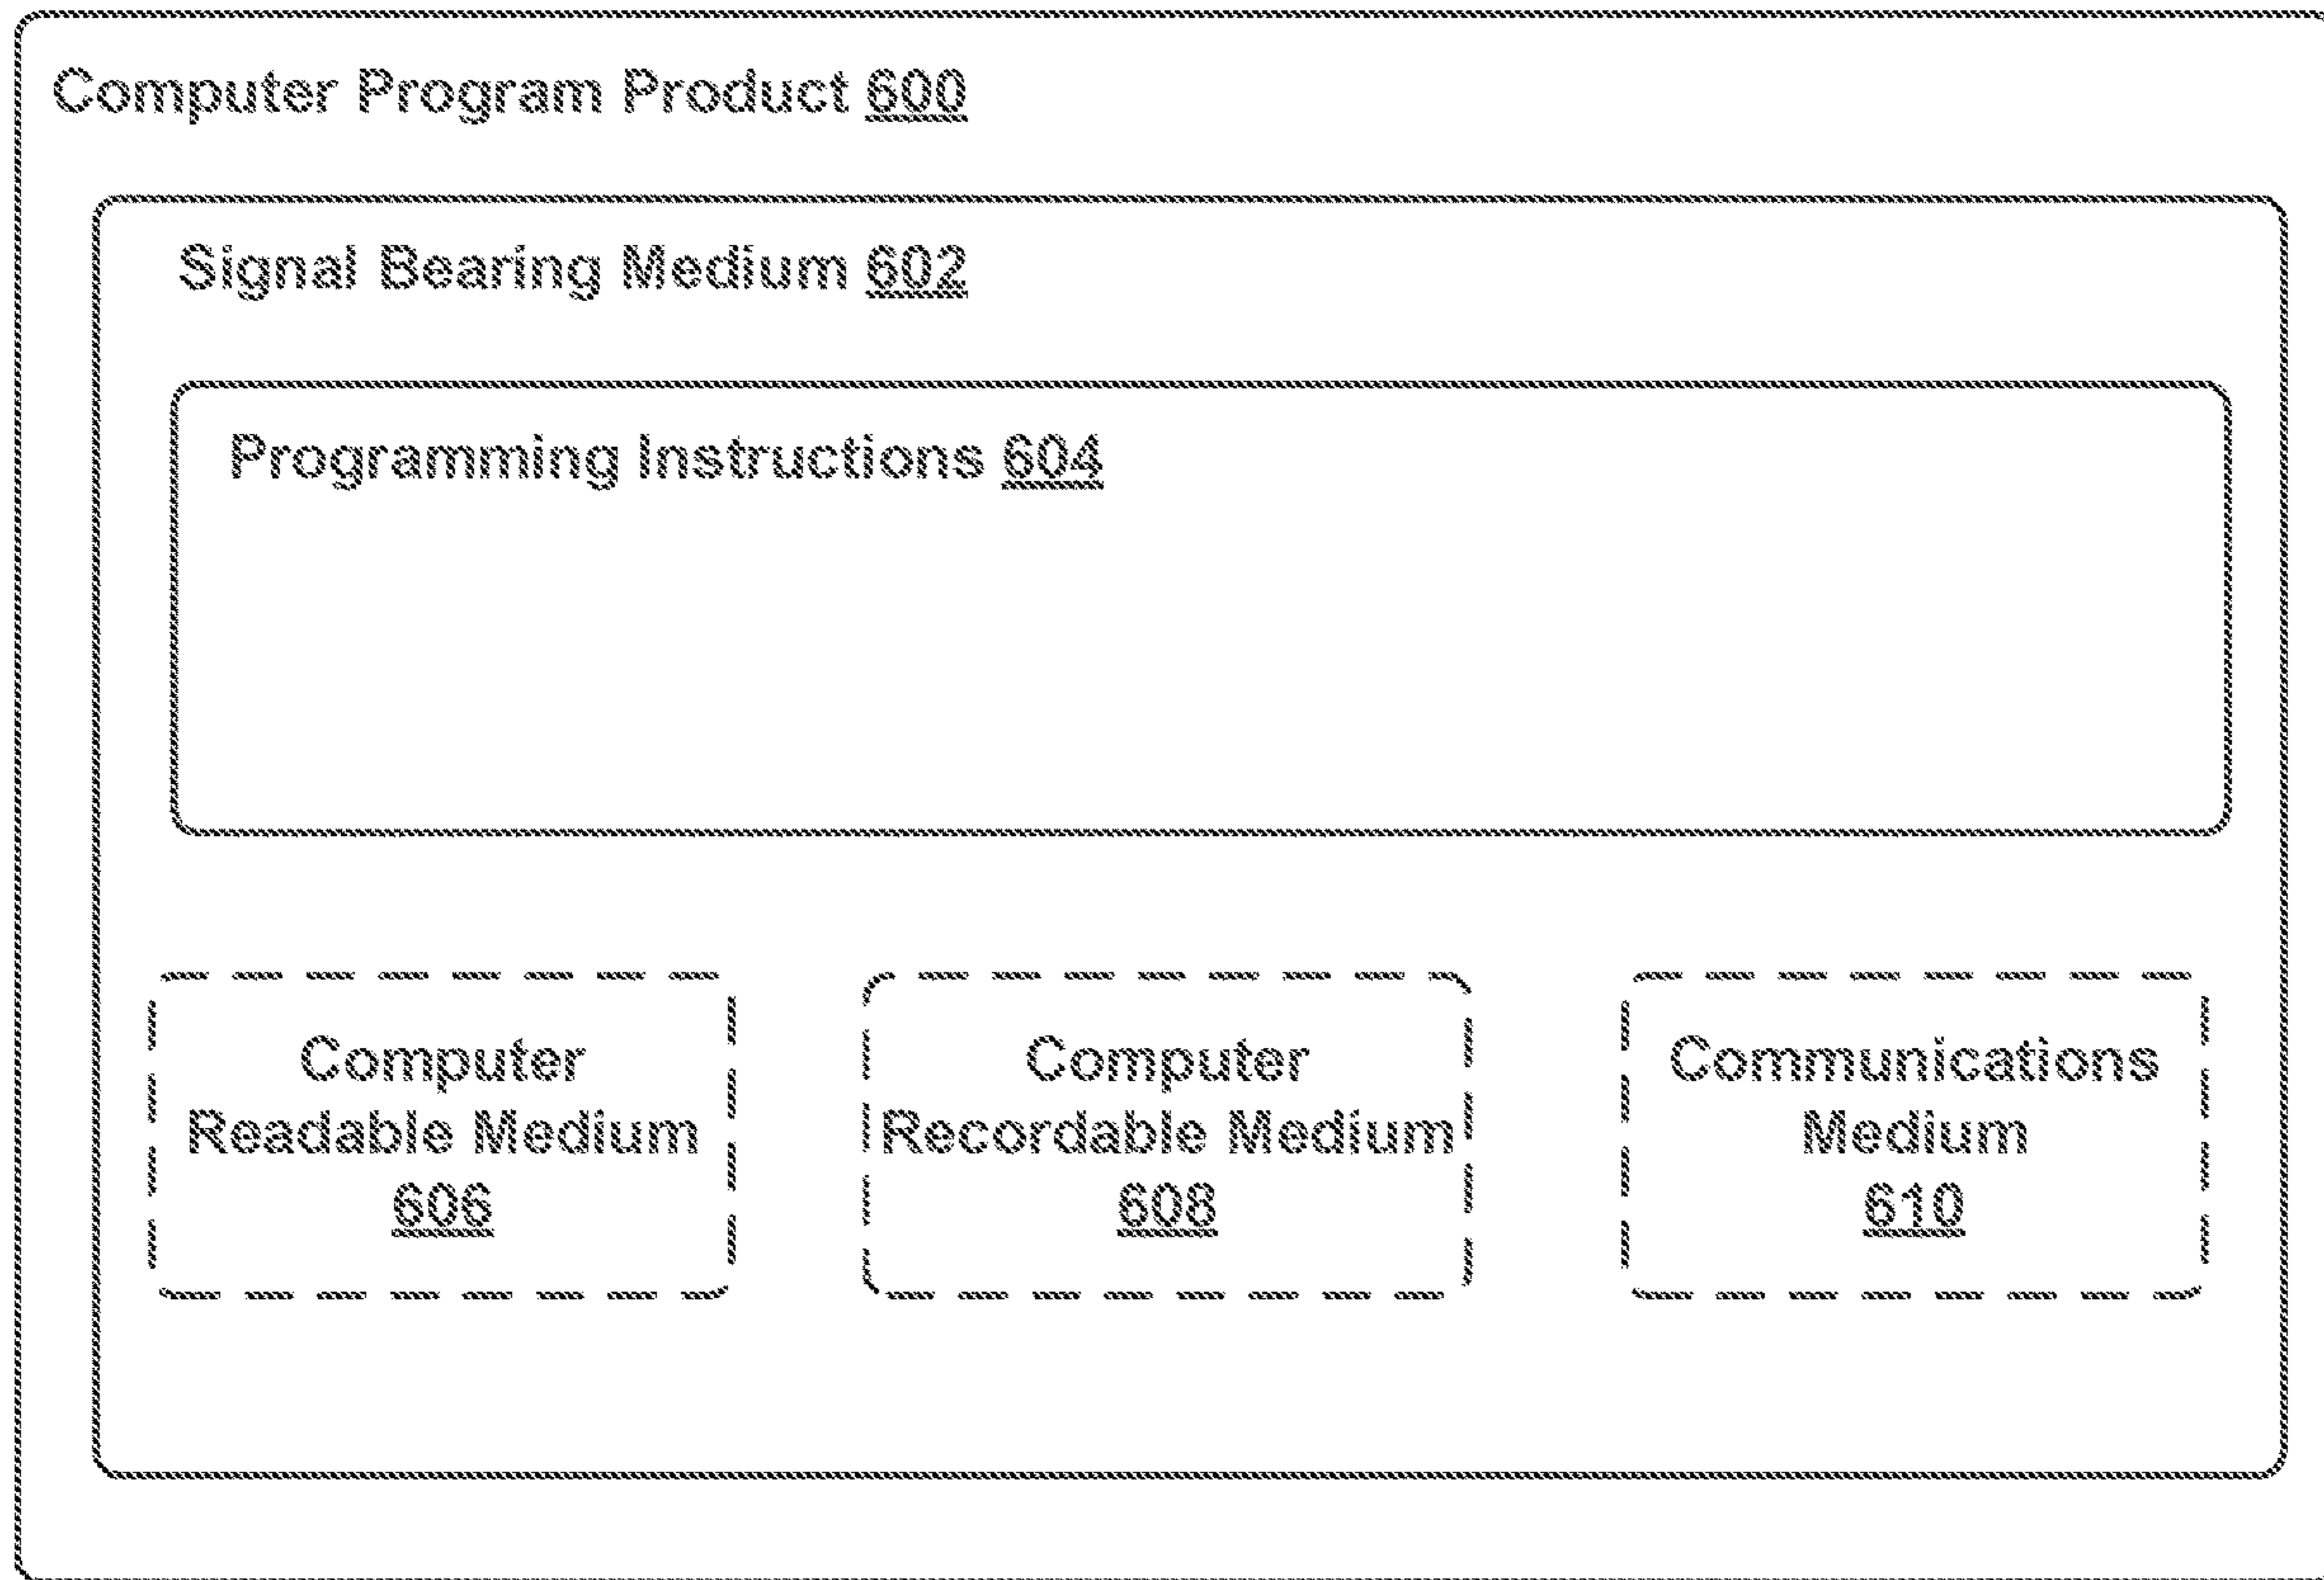 Computer Program Product 600
Signal Bearing Medium 602
Programming Instructions 604
Computer
Readable Medium
606
Computer
Recordable Medium
608
Communications
Medium
610